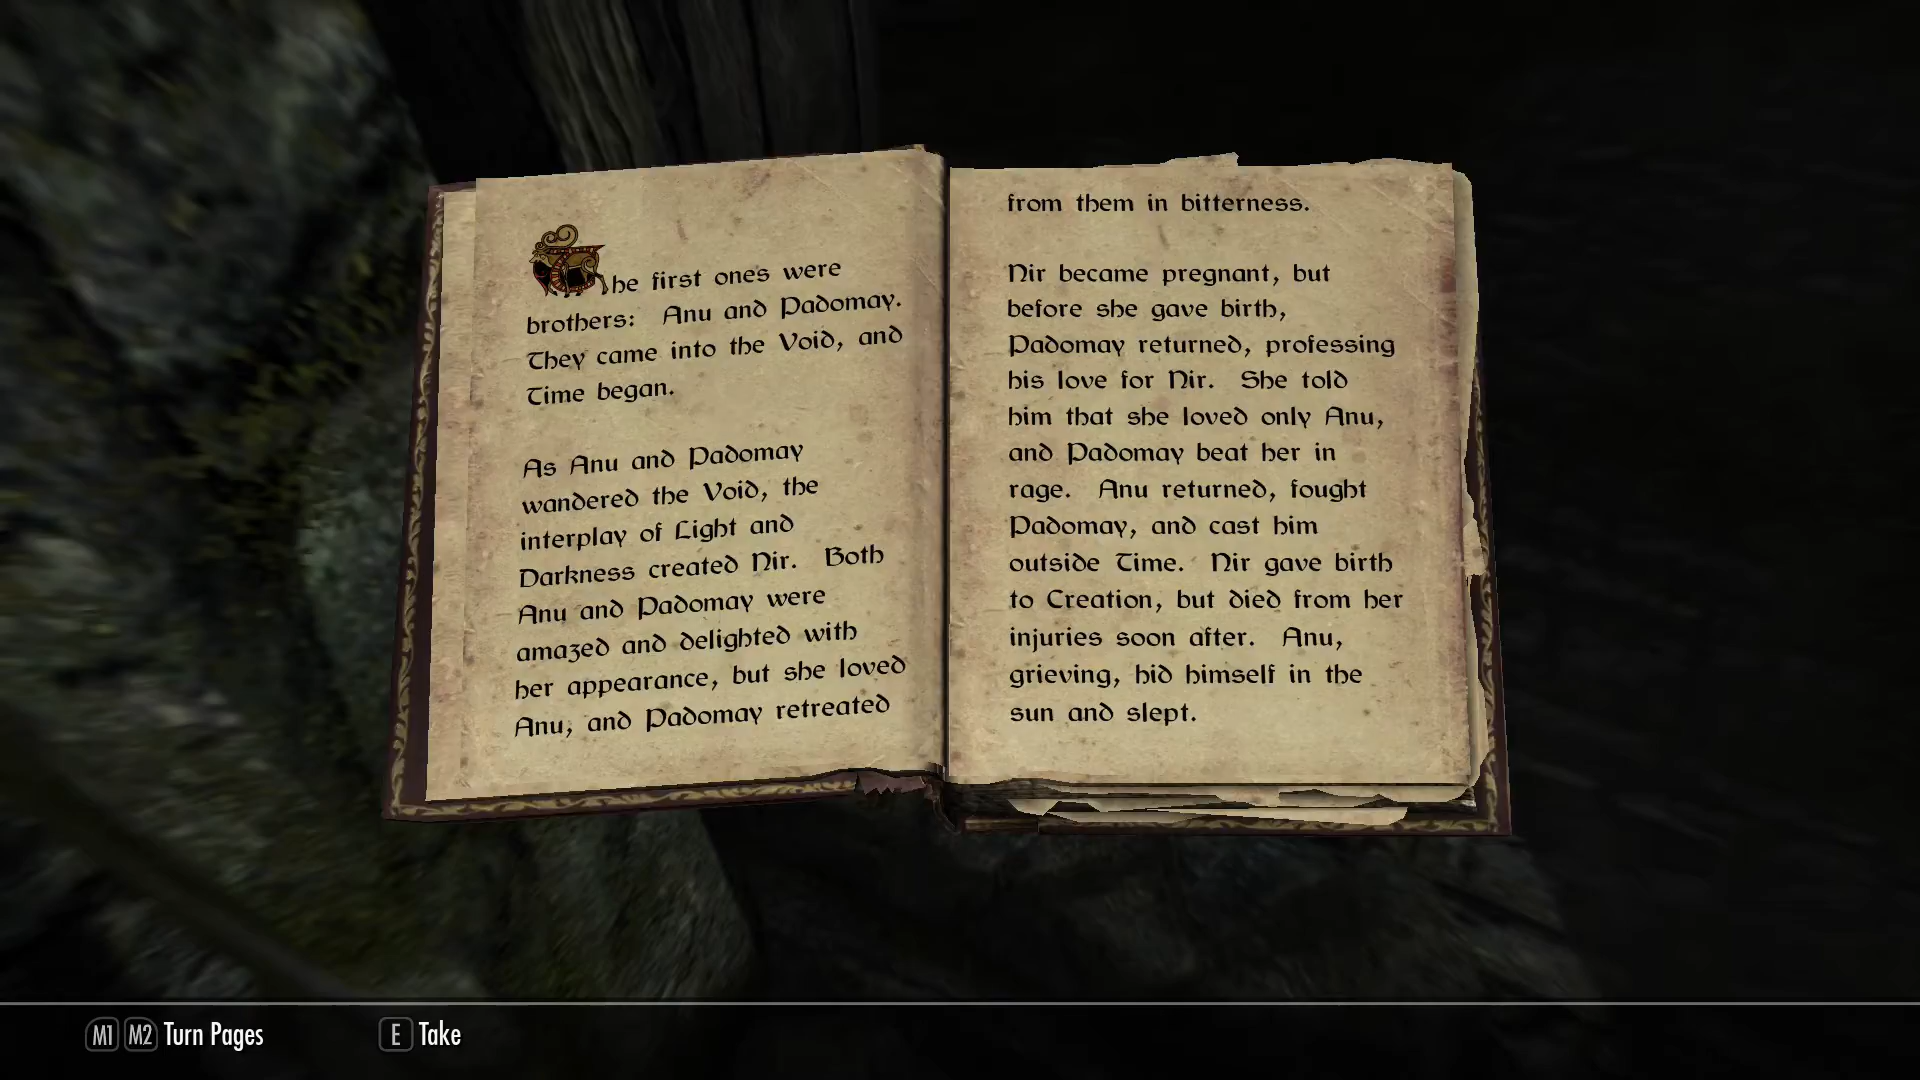 The first ones were
brothers: Anu and Padomay.
They came into the Void, and
Time began.
As Anu and Padomay
wandered the Void, the
interplay of Light and
Darkness created Nir. Both
Anu and Padomay were
amazed and delighted with
her appearance, but she loved
Anu, and Padomay retreated
from them in bitterness.
Nir became pregnant, but
before she gave birth,
Padomay returned, professing
his love for Nir. She told
him that she loved only Anu,
and Padomay beat her in
rage. Anu returned, fought
Padomay, and cast him
outside Time. Nir gave birth
to Creation, but died from her
injuries soon after. Anu,
grieving, hid himself in the
sun and slept.
M1 M2 Turn Pages
E Take